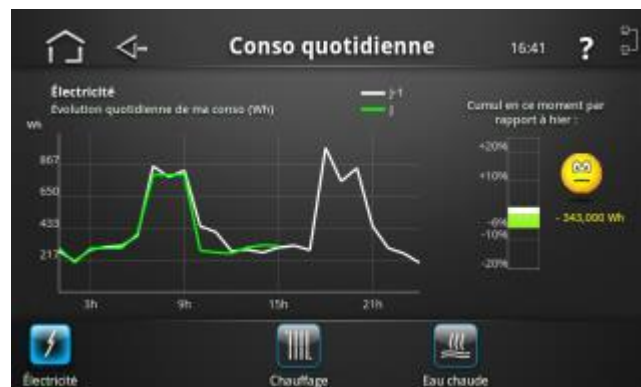 Conso quotidienne
16:41
?
Électricité
Évolution quotidienne de ma conso (Wh)
j-1
j
Cumul en ce moment par
rapport à hier :
Wh
867
650
433
217
3h
9h
15h
21h
+20%
+10%
-6%
-10%
-20%
- 343,000 Wh
Électricité
Chauffage
Eau chaude